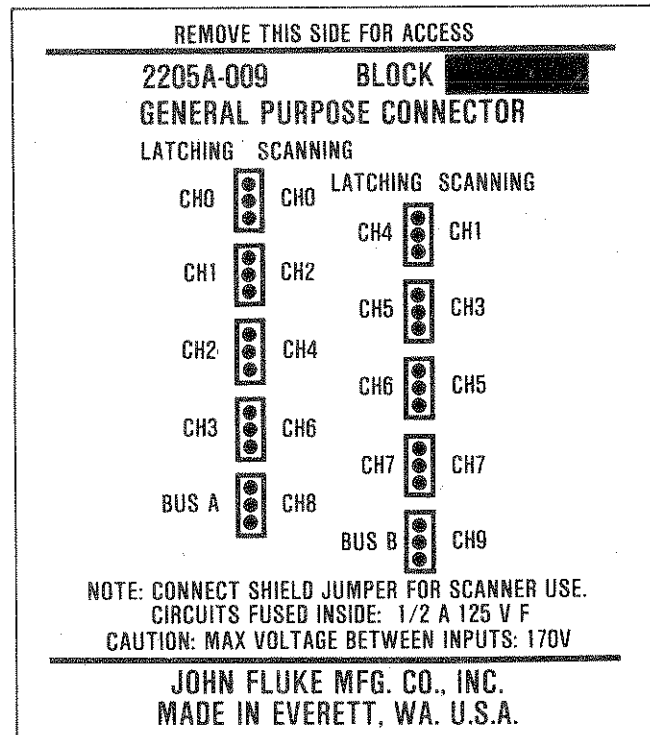 REMOVE THIS SIDE FOR ACCESS
2205A-009 BLOCK
GENERAL PURPOSE CONNECTOR
LATCHING SCANNING
CH0 CH0
CH1 CH2
CH2 CH4
CH3 CH6
BUS A CH8
LATCHING SCANNING
CH4 CH1
CH5 CH3
CH6 CH5
CH7 CH7
BUS B CH9
NOTE: CONNECT SHIELD JUMPER FOR SCANNER USE.
CIRCUITS FUSED INSIDE: 1/2 A 125 V F
CAUTION: MAX VOLTAGE BETWEEN INPUTS: 170V
JOHN FLUKE MFG. CO., INC.
MADE IN EVERETT, WA. U.S.A.